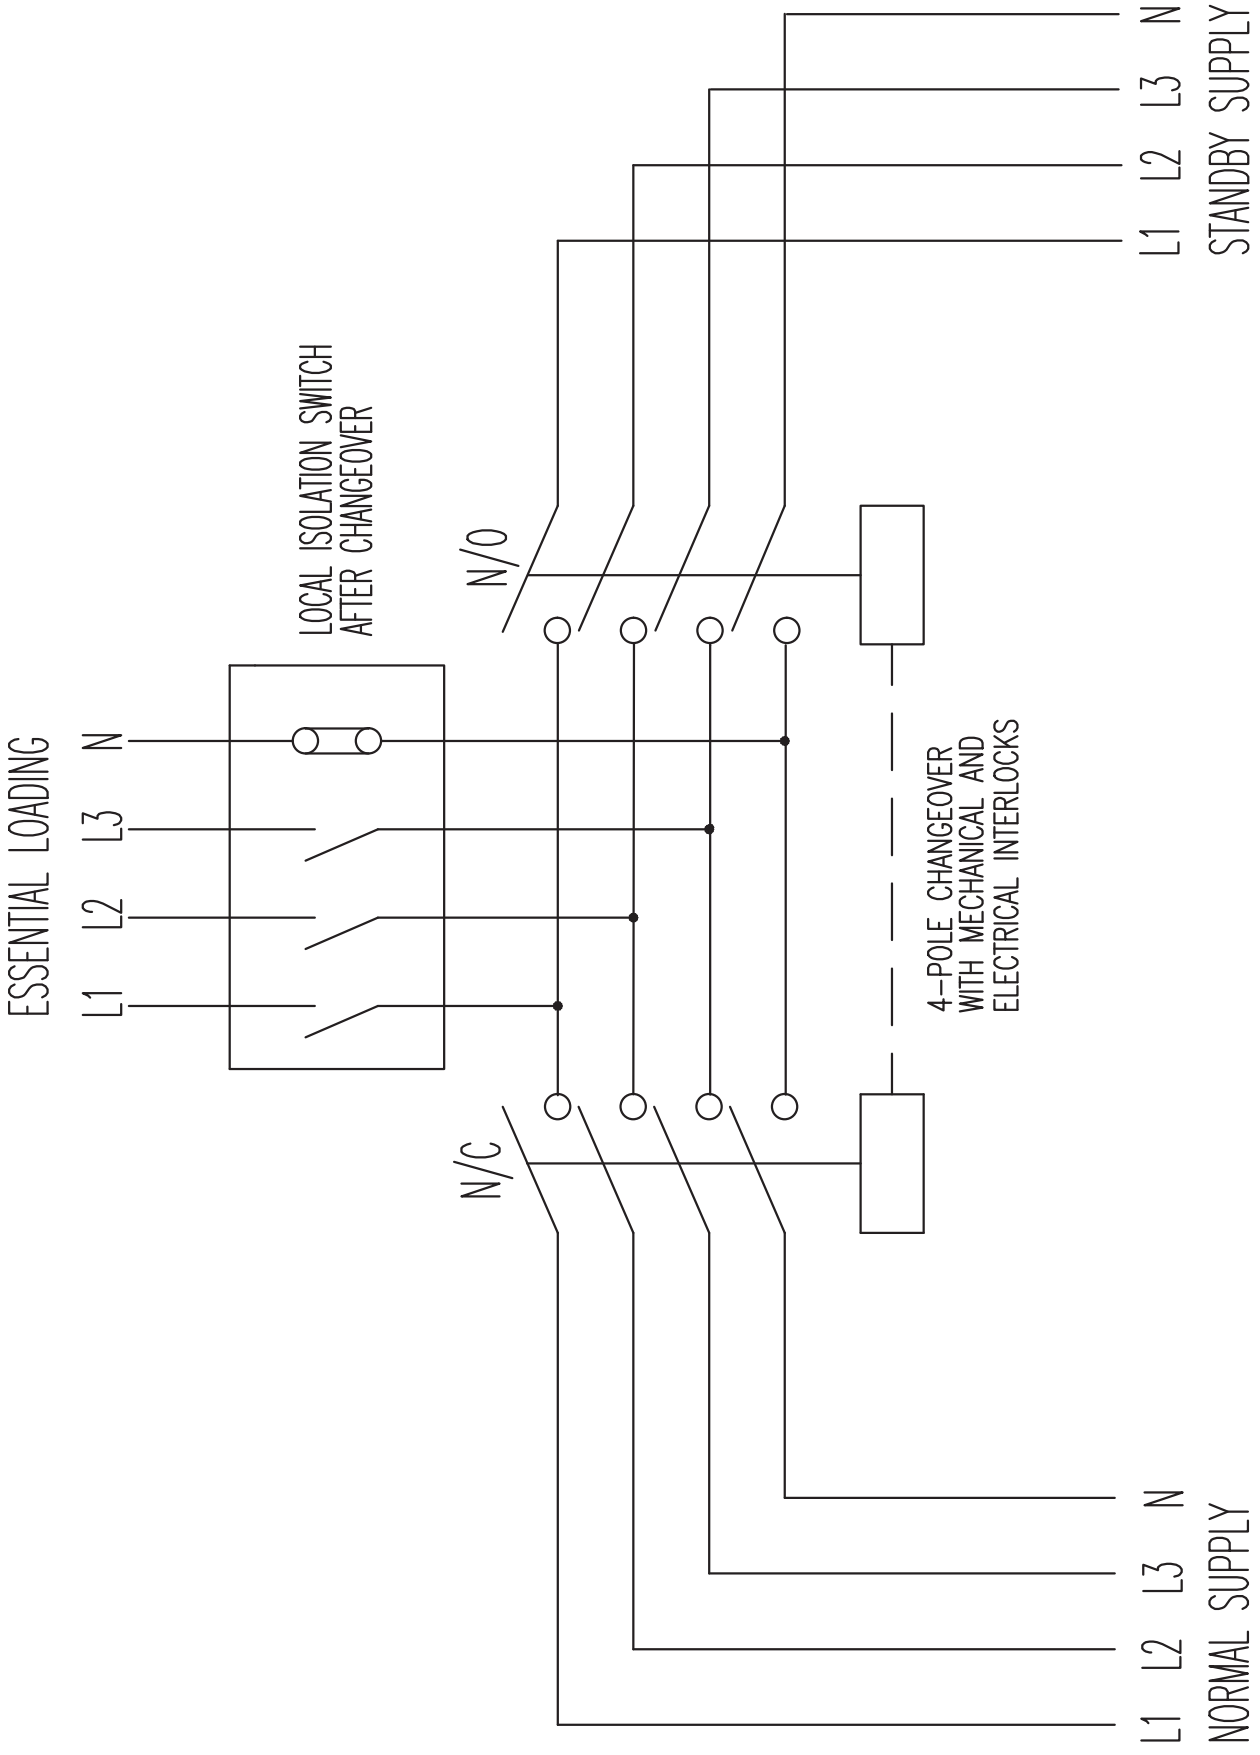 ESSENTIAL LOADING
L1 L2 L3 N
LOCAL ISOLATION SWITCH
AFTER CHANGEOVER
N/C
N/O
4-POLE CHANGEOVER
WITH MECHANICAL AND
ELECTRICAL INTERLOCKS
L1 L2 L3 N
NORMAL SUPPLY
L1 L2 L3 N
STANDBY SUPPLY